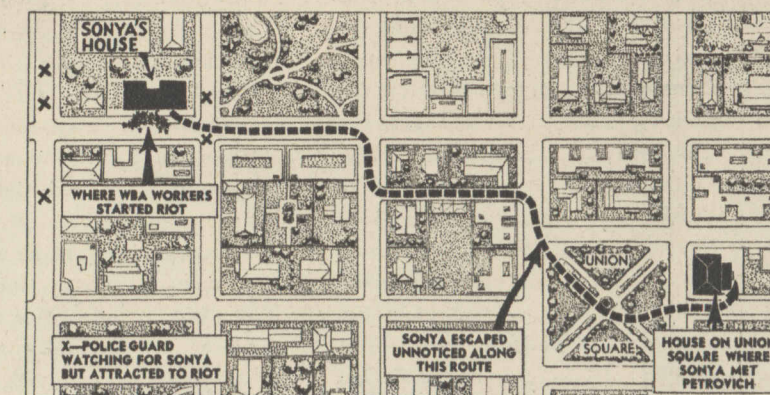 SONYA'S
HOUSE
X
X
X
X
X
WHERE WBA WORKERS
STARTED RIOT
UNION
SQUARE
X—POLICE GUARD
WATCHING FOR SONYA
BUT ATTRACTED TO RIOT
SONYA ESCAPED
UNNOTICED ALONG
THIS ROUTE
HOUSE ON UNION
SQUARE WHERE
SONYA MET
PETROVICH